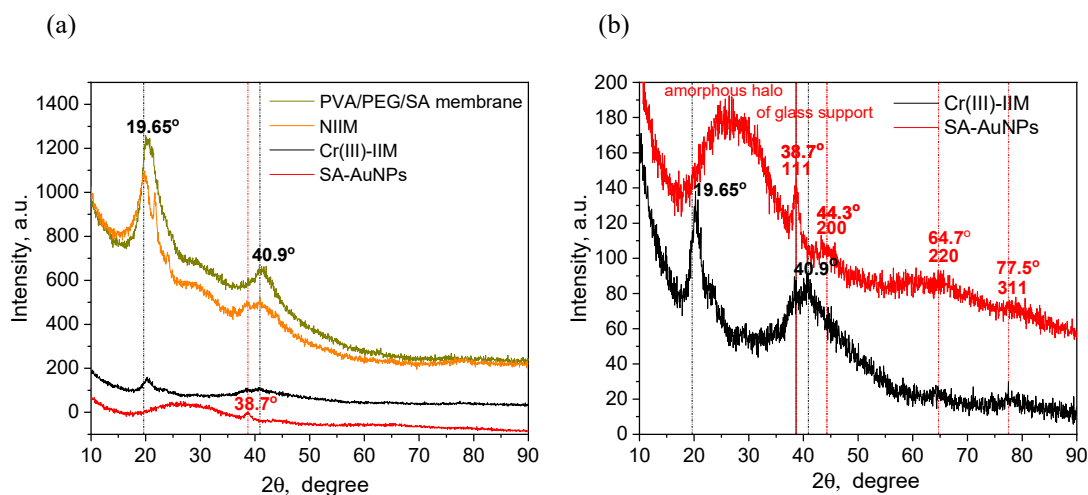 (a)
(b)
1400
1200
1000
800
600
400
200
0
Intensity, a.u.
10 20 30 40 50 60 70 80 90
2θ, degree
PVA/PEG/SA membrane
NIIM
Cr(III)-IIM
SA-AuNPs
19.65°
40.9°
38.7°
200
180
160
140
120
100
80
60
40
20
0
Intensity, a.u.
10 20 30 40 50 60 70 80 90
2θ, degree
amorphous halo
of glass support
Cr(III)-IIM
SA-AuNPs
38.7°
111
19.65°
44.3°
200
40.9°
64.7°
220
77.5°
311